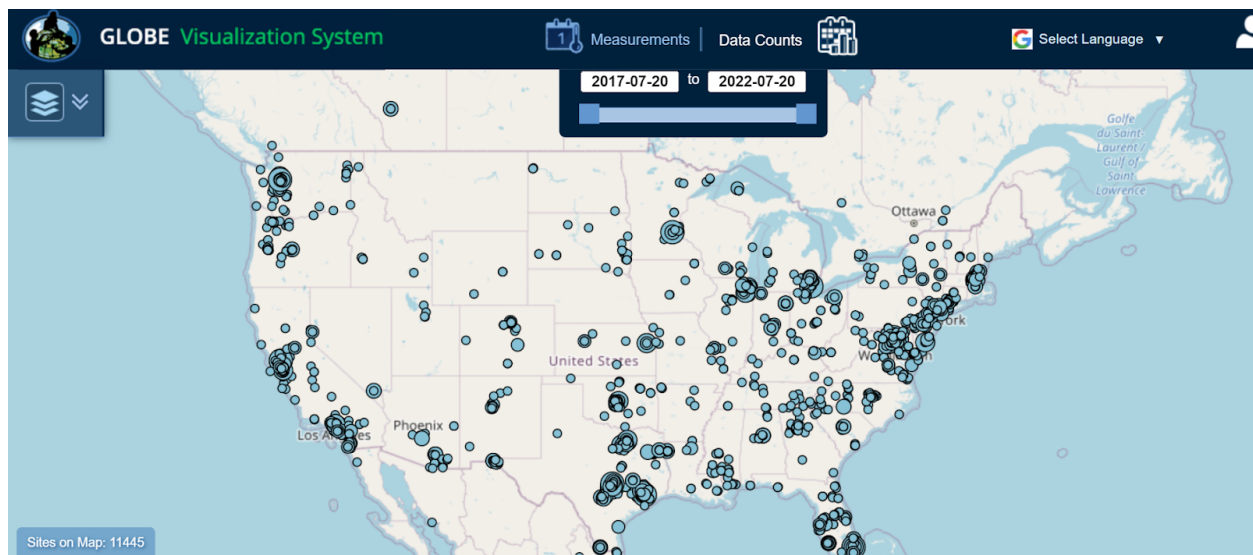 GLOBE Visualization System
1
Measurements
Data Counts
G Select Language ▼
2017-07-20 to 2022-07-20
Golfe
du Saint-
Laurent /
Gulf of
Saint
Lawrence
Ottawa
United States
Phoenix
Los
Sites on Map: 11445